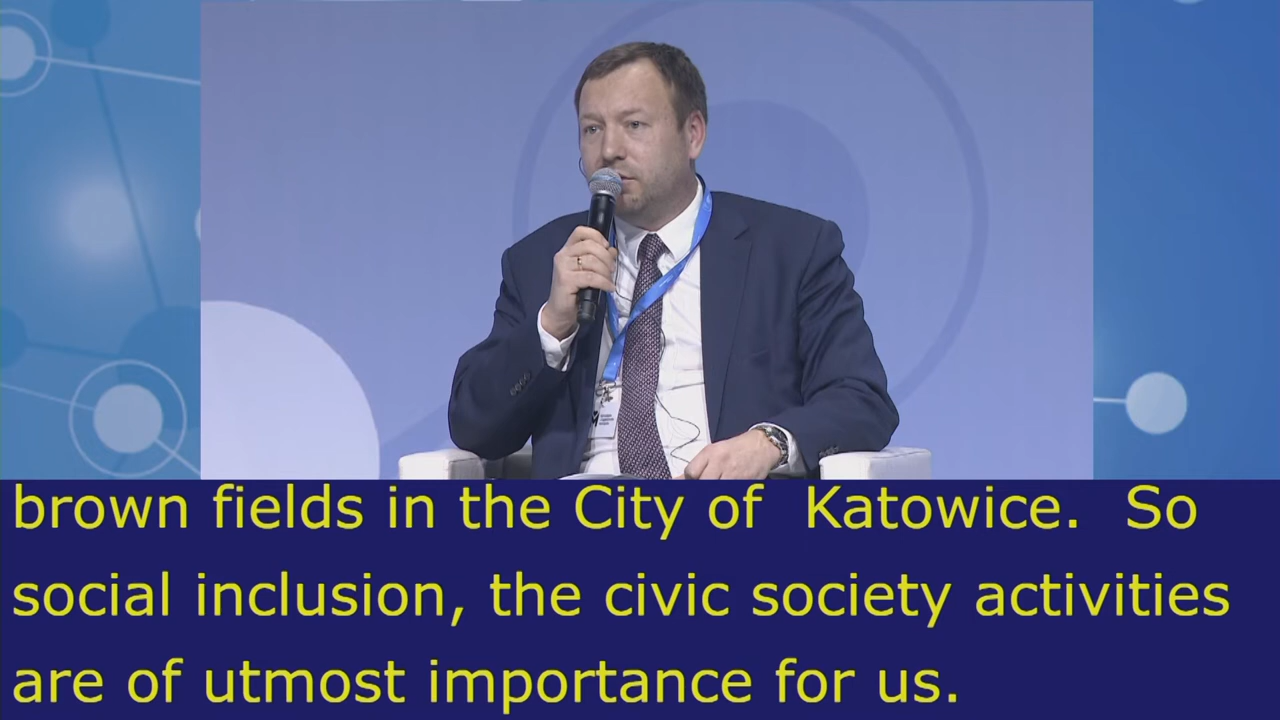 brown fields in the City of  Katowice.  So
social inclusion, the civic society activities
are of utmost importance for us.